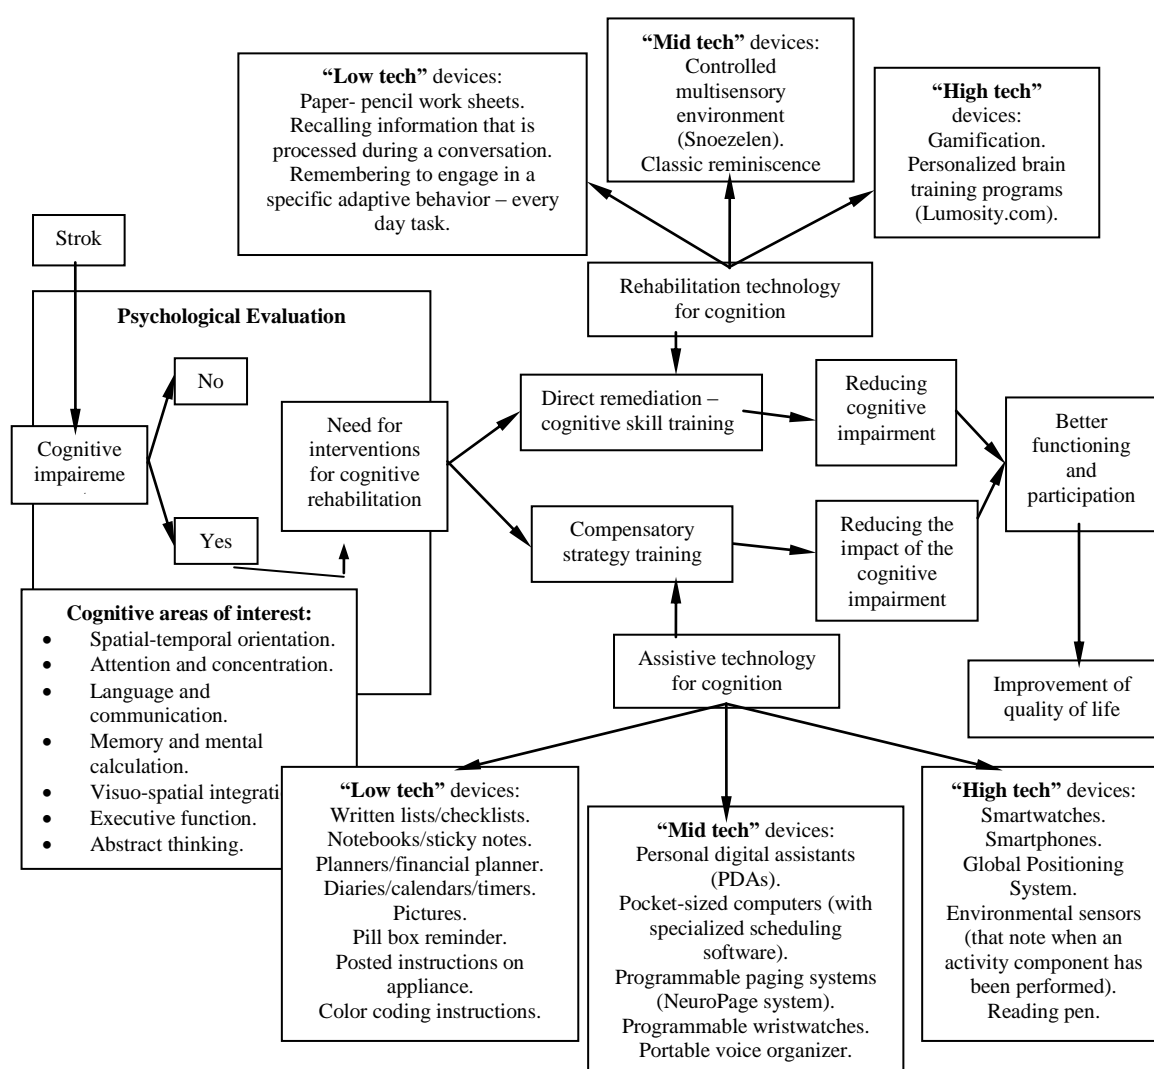 “Mid tech” devices:
Controlled
multisensory
environment
(Snoezelen).
Classic reminiscence
“Low tech” devices:
Paper- pencil work sheets.
Recalling information that is
processed during a conversation.
Remembering to engage in a
specific adaptive behavior – every
day task.
“High tech”
devices:
Gamification.
Personalized brain
training programs
(Lumosity.com).
Strok
Rehabilitation technology
for cognition
Psychological Evaluation
No
Cognitive
impaireme
Yes
Need for
interventions
for cognitive
rehabilitation
Direct remediation –
cognitive skill training
Reducing
cognitive
impairment
Better
functioning
and
participation
Compensatory
strategy training
Reducing the
impact of the
cognitive
impairment
Cognitive areas of interest:
• Spatial-temporal orientation.
• Attention and concentration.
• Language and
communication.
• Memory and mental
calculation.
• Visuo-spatial integrati
• Executive function.
• Abstract thinking.
Assistive technology
for cognition
Improvement of
quality of life
“Low tech” devices:
Written lists/checklists.
Notebooks/sticky notes.
Planners/financial planner.
Diaries/calendars/timers.
Pictures.
Pill box reminder.
Posted instructions on
appliance.
Color coding instructions.
“Mid tech” devices:
Personal digital assistants
(PDAs).
Pocket-sized computers (with
specialized scheduling
software).
Programmable paging systems
(NeuroPage system).
Programmable wristwatches.
Portable voice organizer.
“High tech” devices:
Smartwatches.
Smartphones.
Global Positioning
System.
Environmental sensors
(that note when an
activity component has
been performed).
Reading pen.